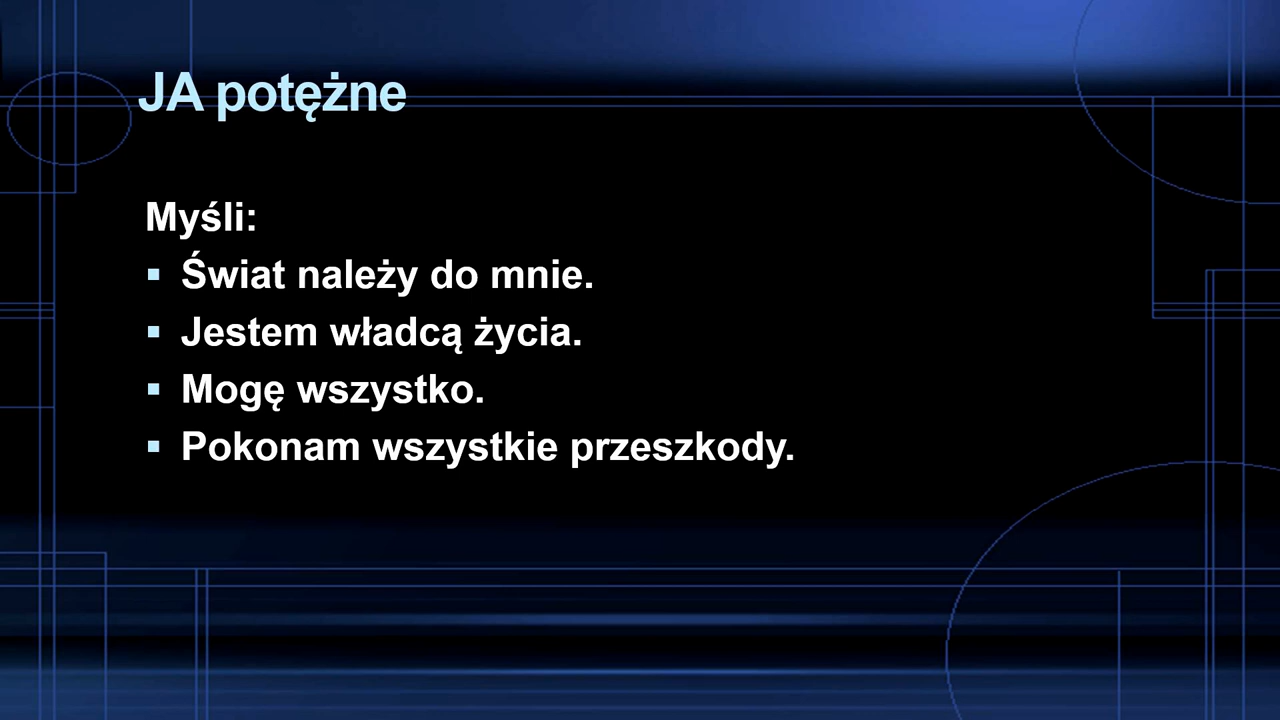 JA potężne
Myśli:
▪ Świat należy do mnie.
▪ Jestem władcą życia.
▪ Mogę wszystko.
▪ Pokonam wszystkie przeszkody.